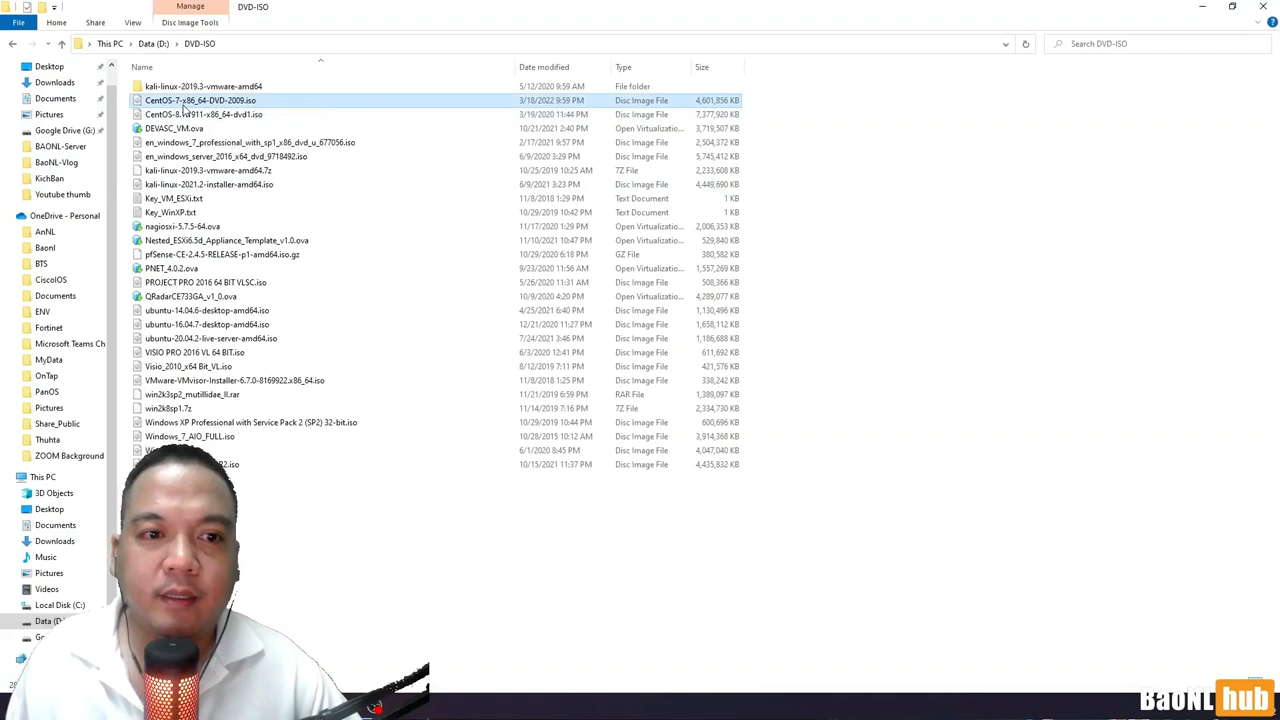 Manage
DVD-ISO
File
Home
Share
View
Disc Image Tools
This PC
Data (D:)
DVD-ISO
Search DVD-ISO
Name
Date modified
Type
Size
kali-linux-2019.3-vmware-amd64 5/12/2020 9:59 AM File folder
CentOS-7-x86_64-DVD-2009.iso 3/18/2022 9:59 PM Disc Image File 4,601,856 KB
3/19/2020 11:44 PM Disc Image File 7,377,920 KB
DEVASC_VM.ova 10/21/2021 2:40 PM Open Virtualizatio... 3,719,507 KB
en_windows_7_professional_with_sp1_x86_dvd_u_677056.iso 2/17/2021 9:57 PM Disc Image File 2,504,372 KB
en_windows_server_2016_x64_dvd_9718492.iso 6/9/2020 3:29 PM Disc Image File 5,745,412 KB
kali-linux-2019.3-vmware-amd64.7z 10/25/2019 10:25 AM 7Z File 2,233,608 KB
kali-linux-2021.2-installer-amd64.iso 6/9/2021 3:23 PM Disc Image File 4,449,690 KB
Key_VM_ESXi.txt 11/8/2018 1:29 PM Text Document 1 KB
Key_WinXP.txt 10/29/2019 10:42 PM Text Document 1 KB
nagiosxi-5.7.5-64.ova 11/17/2020 1:29 PM Open Virtualizatio... 2,006,353 KB
Nested_ESXi6.5d_Appliance_Template_v1.0.ova 11/10/2021 10:47 PM Open Virtualizatio... 529,840 KB
pfSense-CE-2.4.5-RELEASE-p1-amd64.iso.gz 10/29/2020 6:18 PM GZ File 380,582 KB
PNET_4.0.2.ova 9/23/2020 11:56 AM Open Virtualizatio... 1,557,269 KB
PROJECT PRO 2016 64 BIT VLSC.iso 5/26/2020 11:31 AM Disc Image File 508,366 KB
QRadarCE733GA_v1_0.ova 10/9/2020 4:20 PM Open Virtualizatio... 4,289,077 KB
ubuntu-14.04.6-desktop-amd64.iso 4/25/2021 6:40 PM Disc Image File 1,130,496 KB
ubuntu-16.04.7-desktop-amd64.iso 12/21/2020 11:27 PM Disc Image File 1,658,112 KB
ubuntu-20.04.2-live-server-amd64.iso 7/24/2021 3:46 PM Disc Image File 1,186,688 KB
VISIO PRO 2016 VL 64 BIT.iso 6/3/2020 12:41 PM Disc Image File 611,692 KB
Visio_2010_x64 Bit_VL.iso 8/12/2019 7:11 PM Disc Image File 421,576 KB
VMware-VMvisor-Installer-6.7.0-8169922.x86_64.iso 11/8/2018 1:25 PM Disc Image File 338,242 KB
win2k3sp2_mutillidae_II.rar 11/21/2019 6:59 PM RAR File 1,389,087 KB
win2k8sp1.7z 11/14/2019 7:16 PM 7Z File 2,334,730 KB
Windows XP Professional with Service Pack 2 (SP2) 32-bit.iso 10/29/2019 10:44 PM Disc Image File 600,696 KB
Windows_7_AIO_FULL.iso 10/28/2015 10:12 AM Disc Image File 3,914,368 KB
6/1/2020 8:45 PM Disc Image File 4,047,040 KB
10/15/2021 11:37 PM Disc Image File 4,435,832 KB
Desktop
Downloads
Documents
Pictures
Google Drive (G:)
BAONL-Server
BaoNL-Vlog
KichBan
Youtube thumb
OneDrive - Personal
AnNL
Baonl
BTS
CiscoIOS
Documents
ENV
Fortinet
Microsoft Teams Ch
MyData
OnTap
PanOS
Pictures
Share_Public
Thuhta
ZOOM Background
This PC
3D Objects
Desktop
Documents
Downloads
Music
Pictures
Videos
Local Disk (C:)
Data (D
BaoNL hub